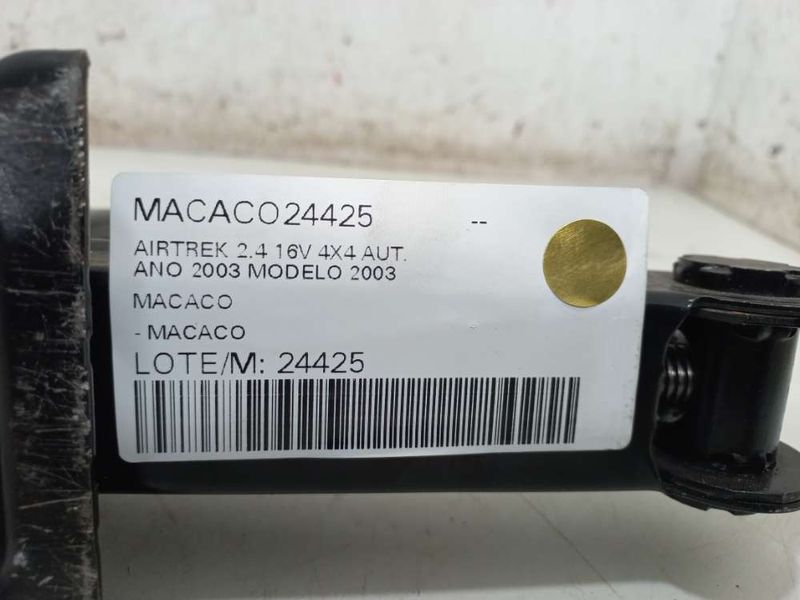 MACACO24425 --
AIRTREK 2.4 16V 4X4 AUT.
ANO 2003 MODELO 2003
MACACO
- MACACO
LOTE/M: 24425